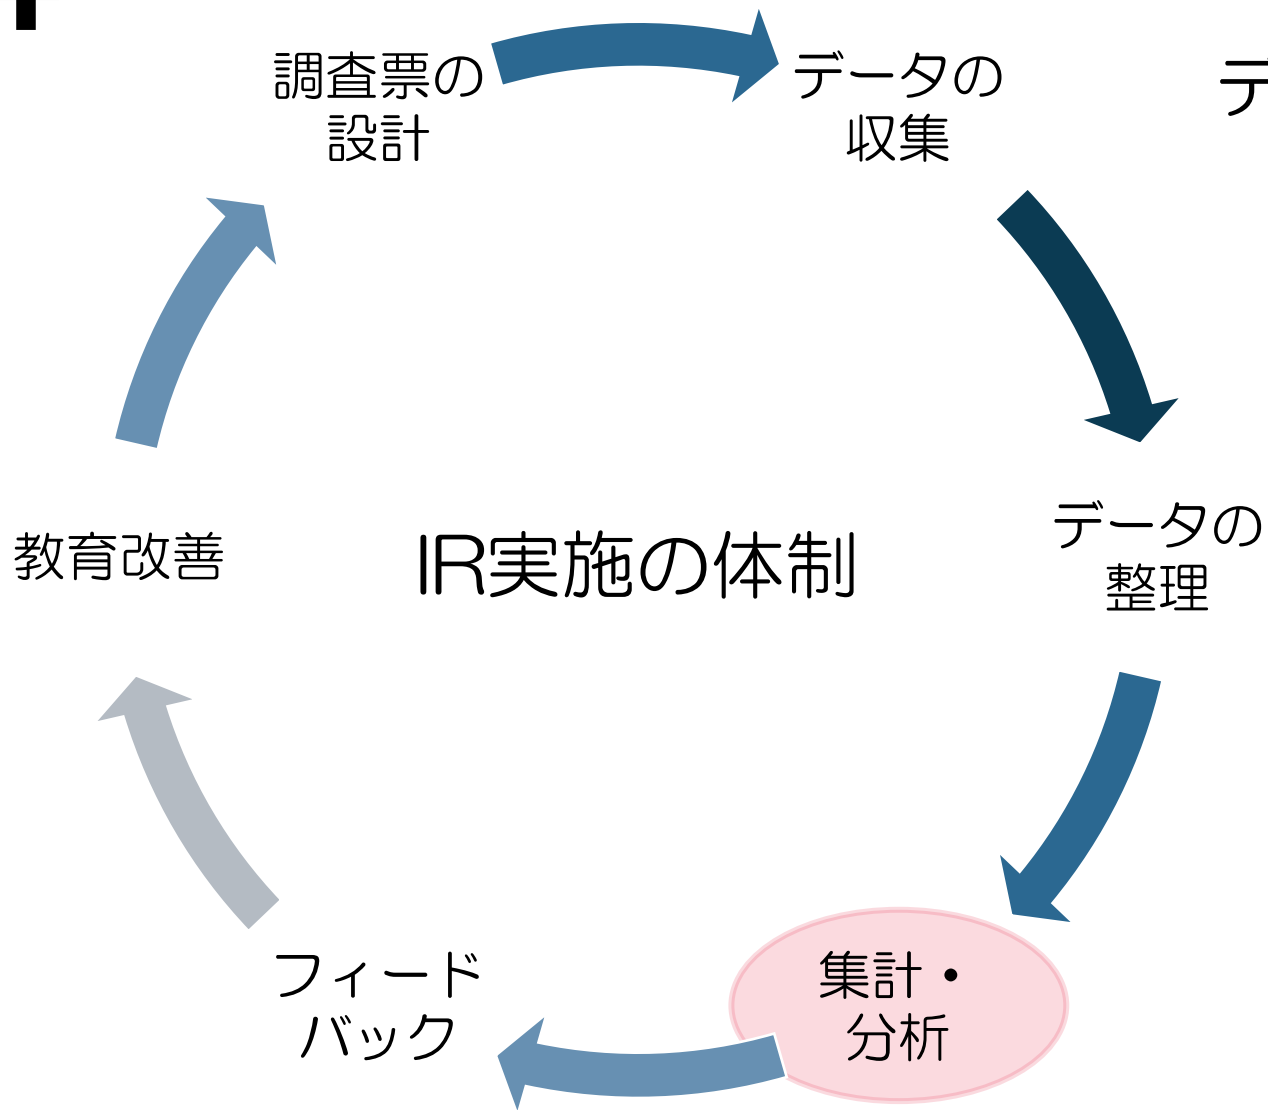 調査票の
設計
データの
収集
データの
整理
集計・
分析
フィード
バック
教育改善
IR実施の体制